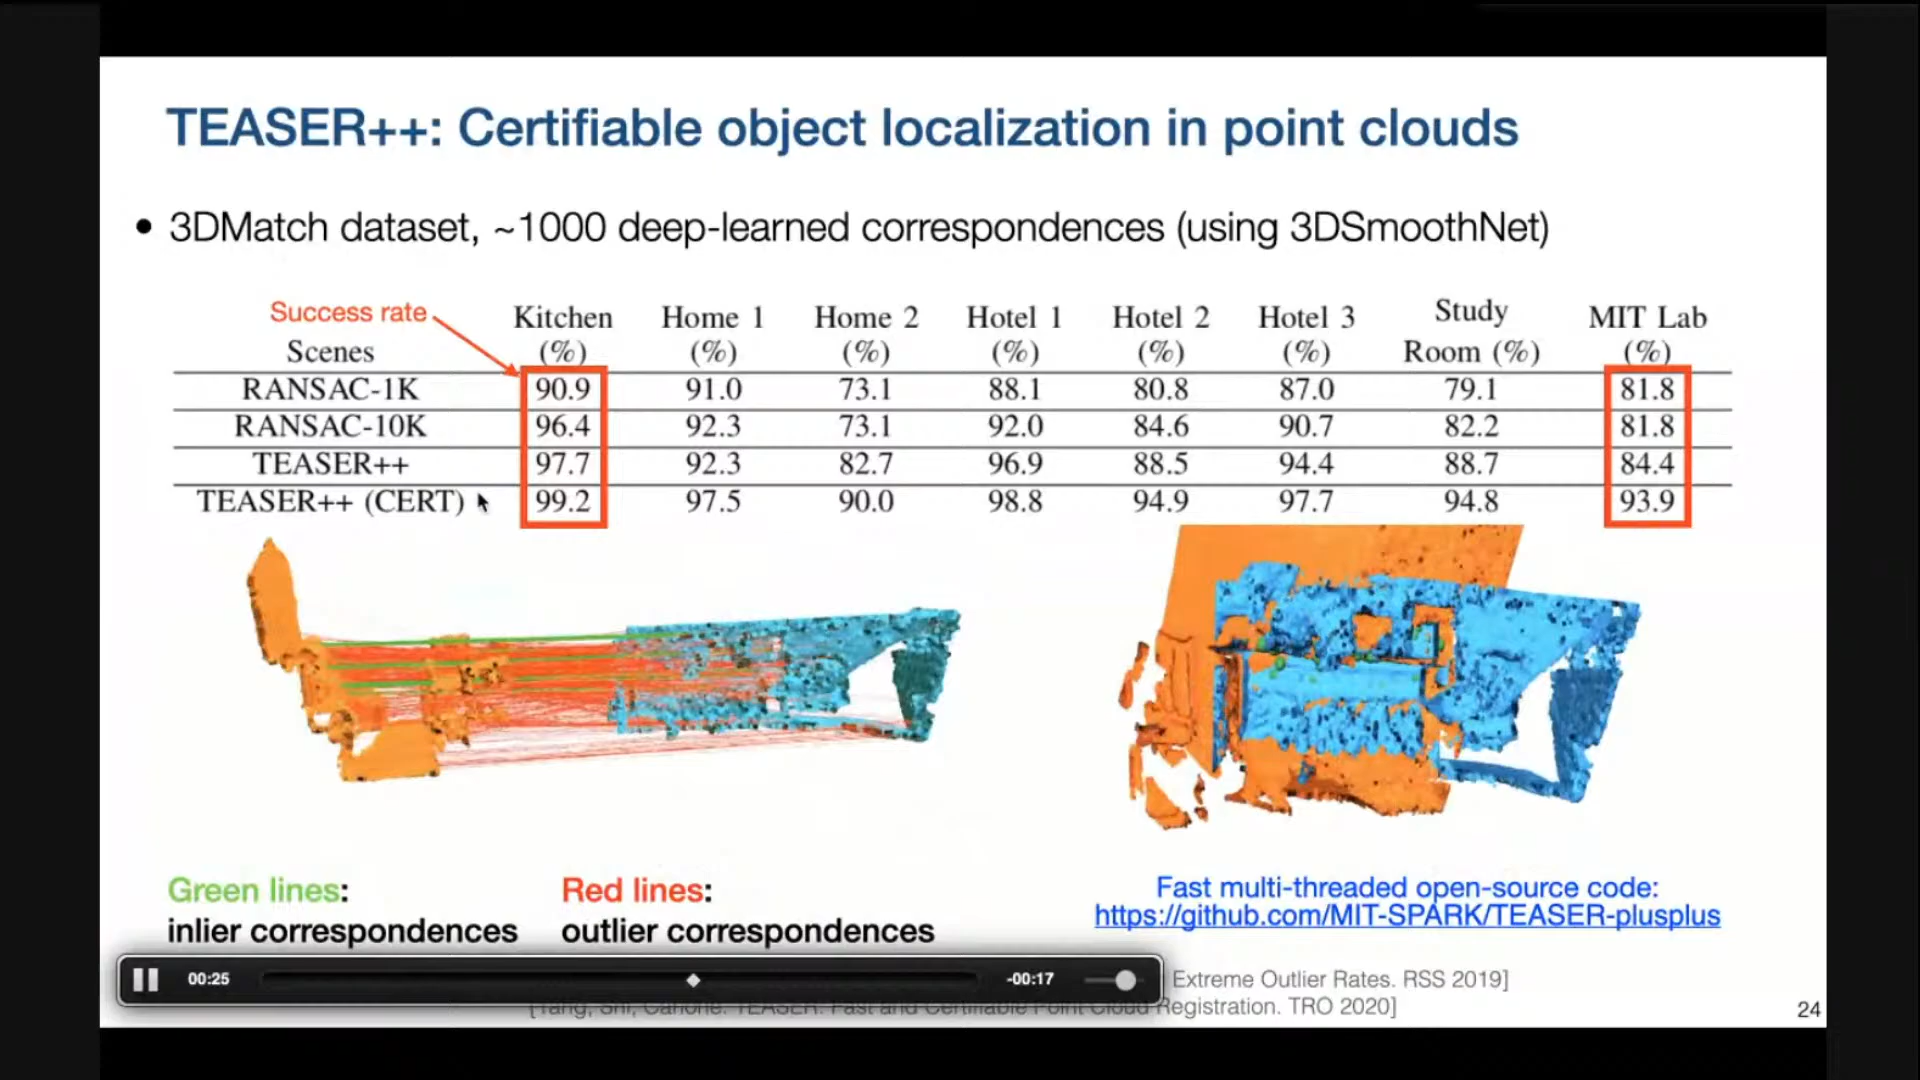 TEASER++: Certifiable object localization in point clouds
• 3DMatch dataset, ~1000 deep-learned correspondences (using 3DSmoothNet)
Success rate
Scenes Kitchen (%) Home 1 (%) Home 2 (%) Hotel 1 (%) Hotel 2 (%) Hotel 3 (%) Study Room (%) MIT Lab (%)
RANSAC-1K 90.9 91.0 73.1 88.1 80.8 87.0 79.1 81.8
RANSAC-10K 96.4 92.3 73.1 92.0 84.6 90.7 82.2 81.8
TEASER++ 97.7 92.3 82.7 96.9 88.5 94.4 88.7 84.4
TEASER++ (CERT) 99.2 97.5 90.0 98.8 94.9 97.7 94.8 93.9
Green lines:
inlier correspondences
Red lines:
outlier correspondences
Fast multi-threaded open-source code:
https://github.com/MIT-SPARK/TEASER-plusplus
00:25 -00:17
Extreme Outlier Rates. RSS 2019]
[Yang, Shi, Carlone. TEASER: Fast and Certifiable Point Cloud Registration. TRO 2020]
24